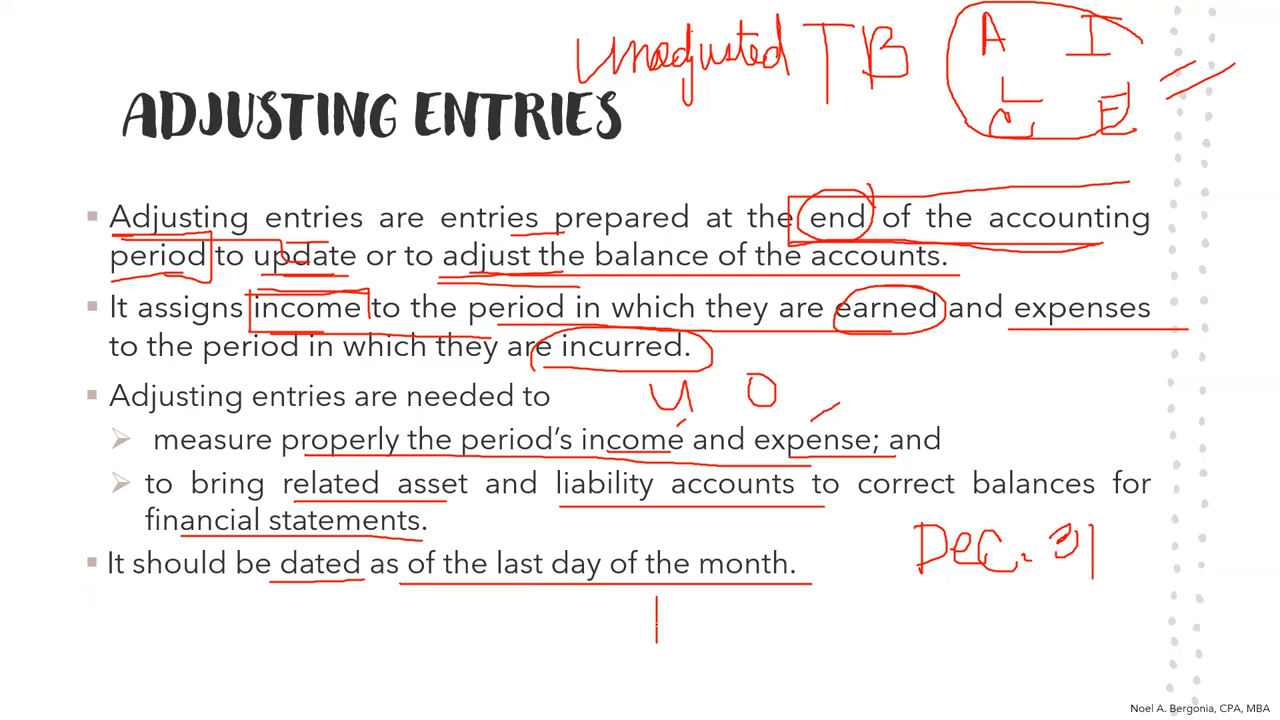 Unadjusted TB A I
L
C E
ADJUSTING ENTRIES
▪ Adjusting entries are entries prepared at the end of the accounting
period to update or to adjust the balance of the accounts.
▪ It assigns income to the period in which they are earned and expenses
to the period in which they are incurred.
▪ Adjusting entries are needed to
U O
➢ measure properly the period's income and expense; and
➢ to bring related asset and liability accounts to correct balances for
financial statements.
▪ It should be dated as of the last day of the month.
Dec. 31
Noel A. Bergonia, CPA, MBA